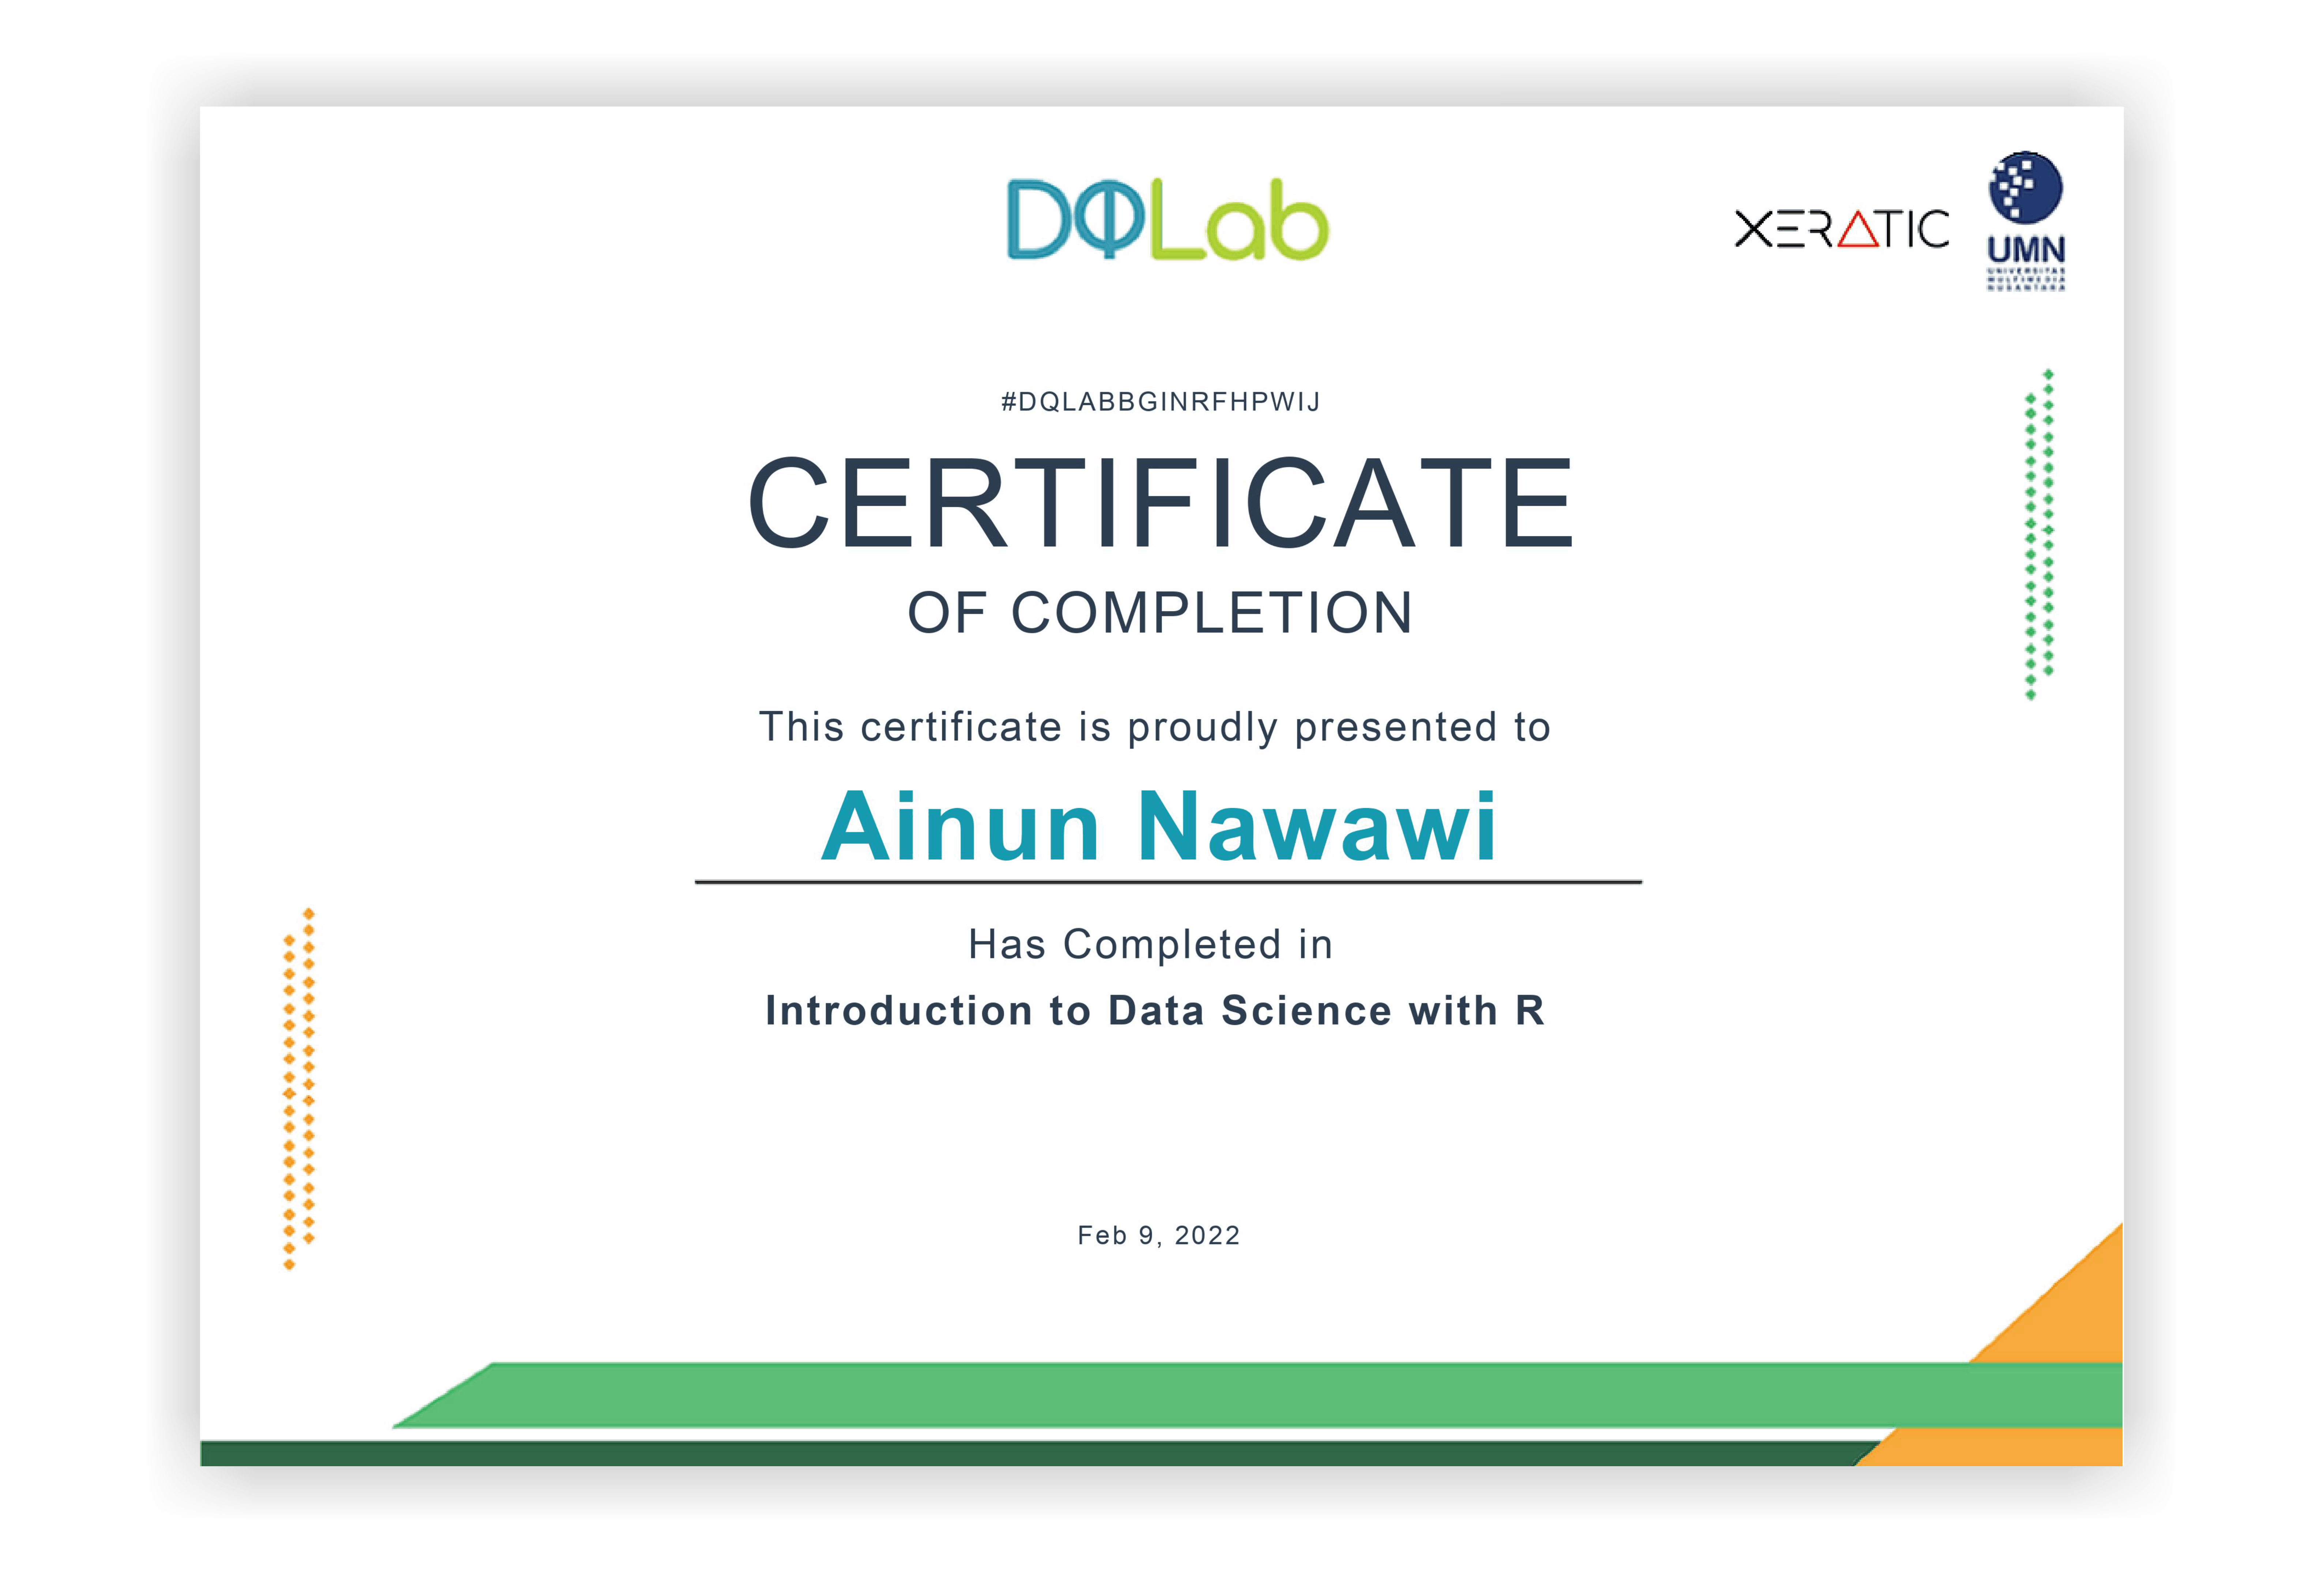 DQLab
XERATIC
UMN
UNIVERSITAS
MULTIMEDIA
NUSANTARA
#DQLABBGINRFHPWIJ
CERTIFICATE
OF COMPLETION
This certificate is proudly presented to
Ainun Nawawi
Has Completed in
Introduction to Data Science with R
Feb 9, 2022